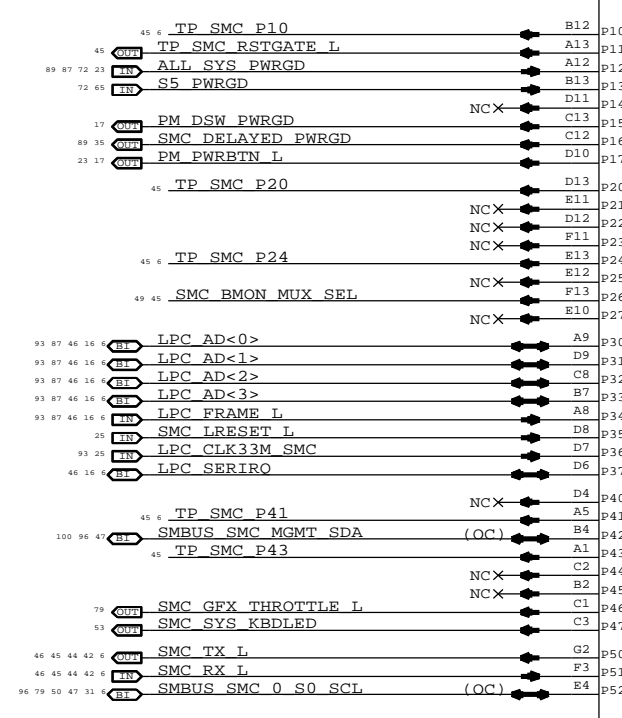 45 6 TP_SMC_P10 B12 P10
45 OUT TP_SMC_RSTGATE_L A13 P11
89 87 72 23 IN ALL_SYS_PWRGD A12 P12
72 65 IN S5_PWRGD B13 P13
NC D11 P14
17 OUT PM_DSW_PWRGD C13 P15
89 35 OUT SMC_DELAYED_PWRGD C12 P16
23 17 OUT PM_PWRBTN_L D10 P17
45 TP_SMC_P20 D13 P20
NC E11 P21
NC D12 P22
NC F11 P23
45 6 TP_SMC_P24 E13 P24
NC E12 P25
49 45 SMC_BMON_MUX_SEL F13 P26
NC E10 P27
93 87 46 16 6 BI LPC_AD<0> A9 P30
93 87 46 16 6 BI LPC_AD<1> D9 P31
93 87 46 16 6 BI LPC_AD<2> C8 P32
93 87 46 16 6 BI LPC_AD<3> B7 P33
93 87 46 16 6 IN LPC_FRAME_L A8 P34
25 IN SMC_LRESET_L D8 P35
93 25 IN LPC_CLK33M_SMC D7 P36
46 16 6 BI LPC_SERIRQ D6 P37
NC D4 P40
45 6 TP_SMC_P41 A5 P41
100 96 47 BI SMBUS_SMC_MGMT_SDA (OC) B4 P42
45 TP_SMC_P43 A1 P43
NC C2 P44
NC B2 P45
79 OUT SMC_GFX_THROTTLE_L C1 P46
53 OUT SMC_SYS_KBDLED C3 P47
46 45 44 42 6 OUT SMC_TX_L G2 P50
46 45 44 42 6 IN SMC_RX_L F3 P51
96 79 50 47 31 6 BI SMBUS_SMC_0_S0_SCL (OC) E4 P52